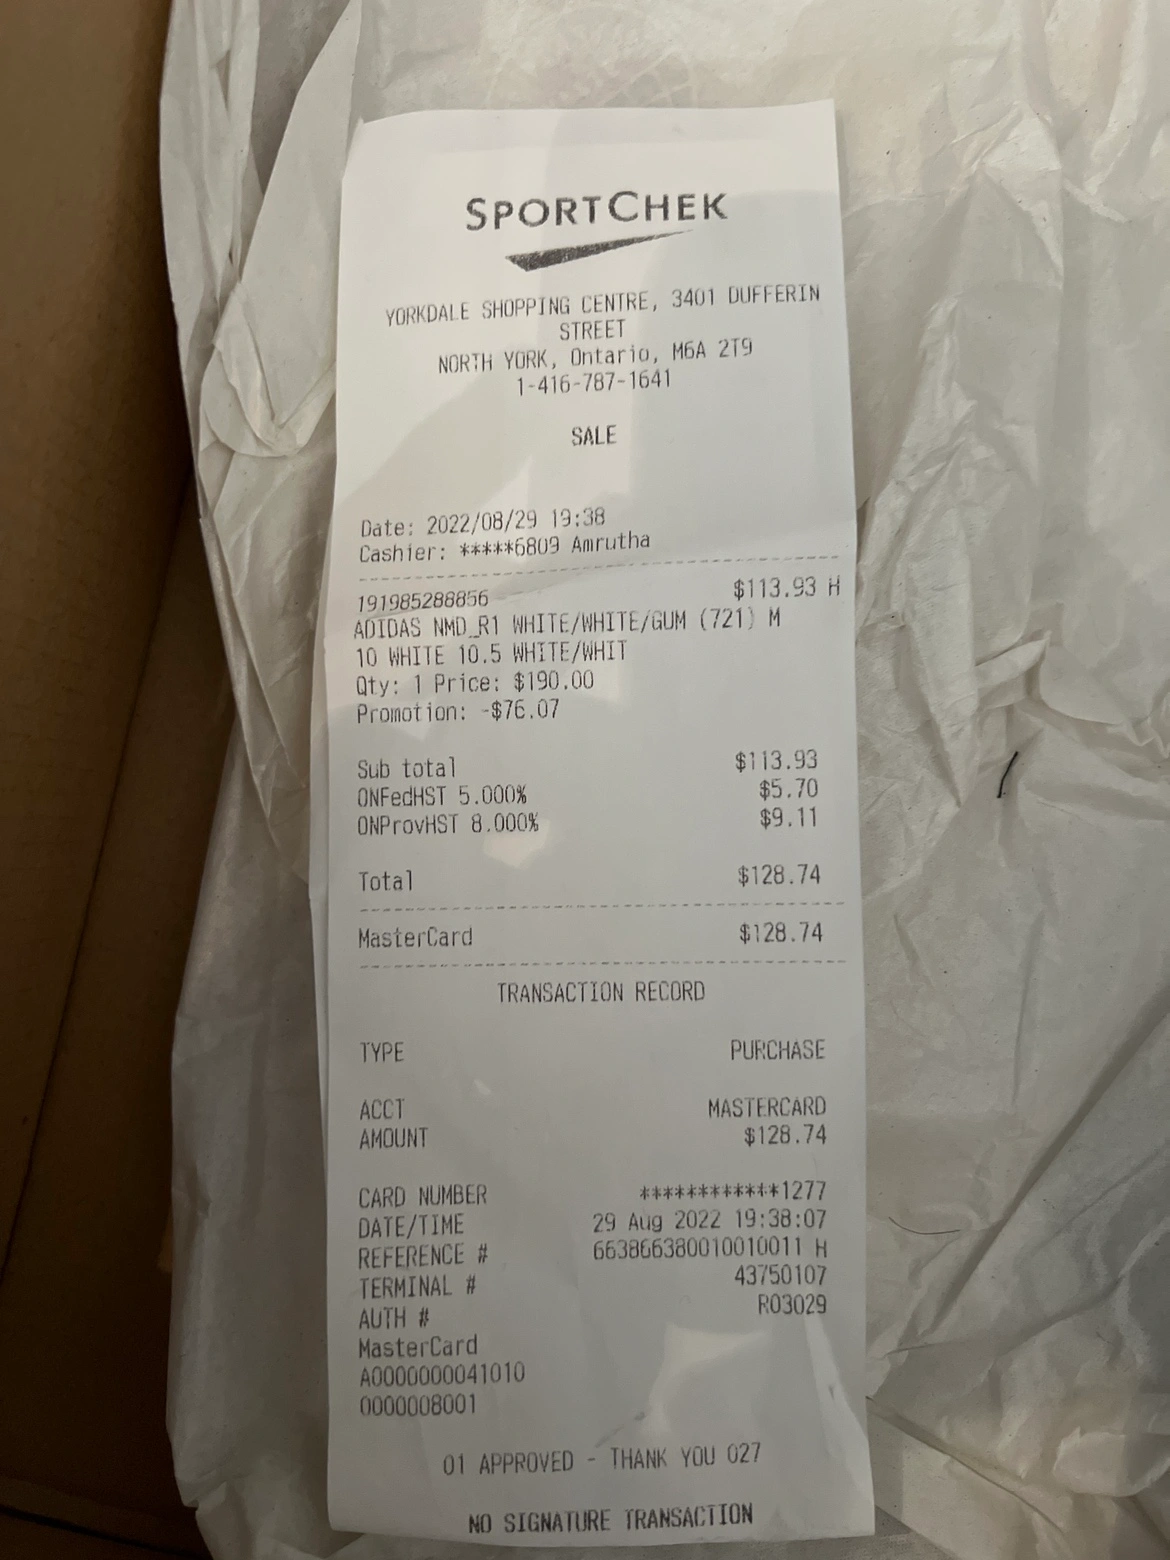 SPORTCHEK
YORKDALE SHOPPING CENTRE, 3401 DUFFERIN
STREET
NORTH YORK, Ontario, M6A 2T9
1-416-787-1641
SALE
Date: 2022/08/29 19:38
Cashier: *****6809 Amrutha
191985286856 $113.93 H
ADIDAS NMD_R1 WHITE/WHITE/GUM (721) M
10 WHITE 10.5 WHITE/WHIT
Qty: 1 Price: $190.00
Promotion: -$76.07
Sub total $113.93
ONFedHST 5.000% $5.70
ONProvHST 8.000% $9.11
Total $128.74
MasterCard $128.74
TRANSACTION RECORD
TYPE PURCHASE
ACCT MASTERCARD
AMOUNT $128.74
CARD NUMBER ************1277
DATE/TIME 29 Aug 2022 19:38:07
REFERENCE # 663866380010010011 H
TERMINAL # 43750107
AUTH # R03029
MasterCard
A0000000041010
0000008001
01 APPROVED - THANK YOU 027
NO SIGNATURE TRANSACTION